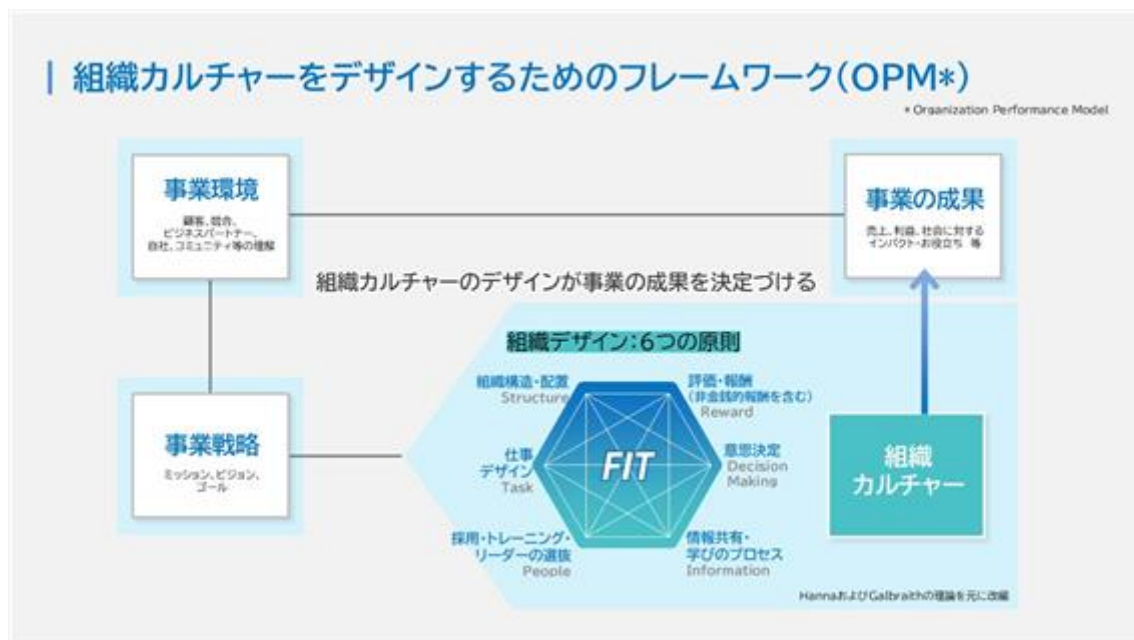 組織カルチャーをデザインするためのフレームワーク(OPM*)
* Organization Performance Model
事業環境
顧客、競合、
ビジネスパートナー、
自社、コミュニティ等の理解
事業の成果
売上、利益、社会に対する
インパクト・お役立ち 等
組織カルチャーのデザインが事業の成果を決定づける
組織デザイン：6つの原則
組織構造・配置
Structure
評価・報酬
(非金銭的報酬を含む)
Reward
事業戦略
ミッション、ビジョン、
ゴール
仕事
デザイン
Task
FIT
意思決定
Decision
Making
組織
カルチャー
採用・トレーニング・
リーダーの選抜
People
情報共有・
学びのプロセス
Information
HannaおよびGalbraithの理論を元に改編